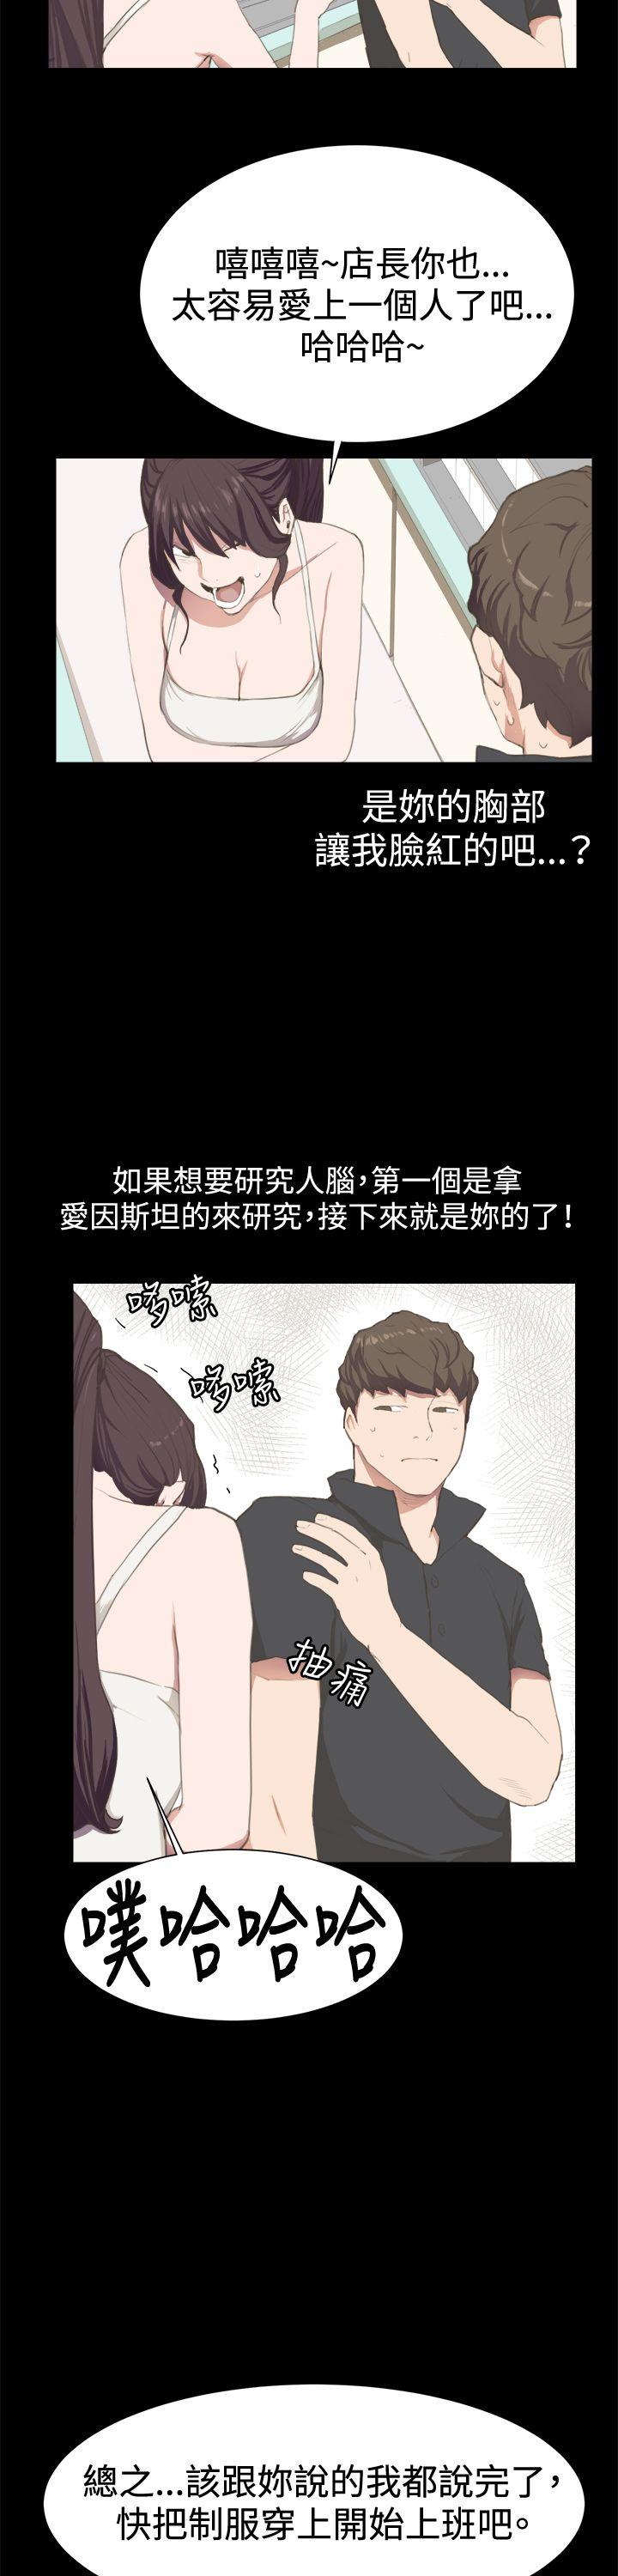 嘻嘻嘻~店長你也...
太容易愛上一個人了吧...
哈哈哈~
是妳的胸部
讓我臉紅的吧...？
如果想要研究人腦，第一個是拿
愛因斯坦的來研究，接下來就是妳的了！
哆嗦
哆嗦
抽痛
噗哈哈哈
總之...該跟妳說的我都說完了，
快把制服穿上開始上班吧。